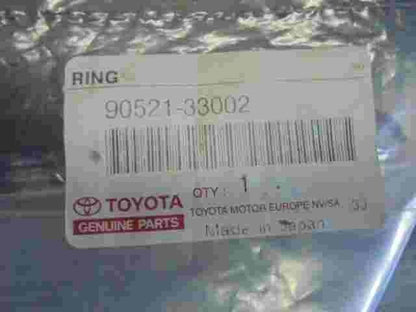 RING
90521-33002
QTY: 1
TOYOTA
GENUINE PARTS
TOYOTA MOTOR EUROPE NV/SA
Made in Japan